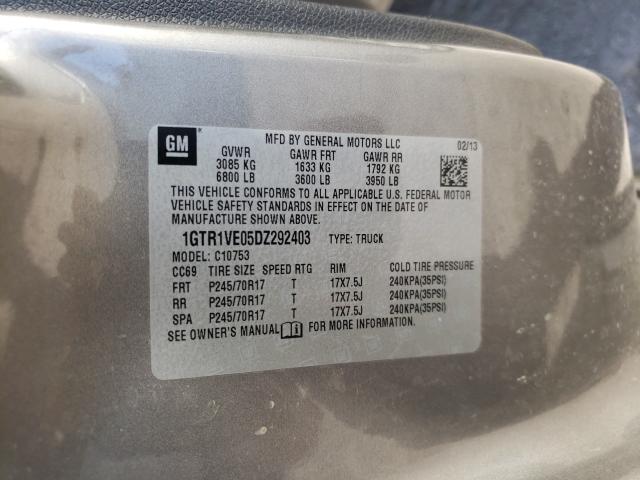 GM
MFD BY GENERAL MOTORS LLC 02/13
GVWR GAWR FRT GAWR RR
3085 KG 1633 KG 1792 KG
6800 LB 3600 LB 3950 LB
THIS VEHICLE CONFORMS TO ALL APPLICABLE U.S. FEDERAL MOTOR
VEHICLE SAFETY STANDARDS IN EFFECT ON THE DATE OF
MANUFACTURE SHOWN ABOVE.
1GTR1VE05DZ292403 TYPE: TRUCK
MODEL: C10753
CC69 TIRE SIZE SPEED RTG RIM COLD TIRE PRESSURE
FRT P245/70R17 T 17X7.5J 240KPA(35PSI)
RR P245/70R17 T 17X7.5J 240KPA(35PSI)
SPA P245/70R17 T 17X7.5J 240KPA(35PSI)
SEE OWNER'S MANUAL FOR MORE INFORMATION.